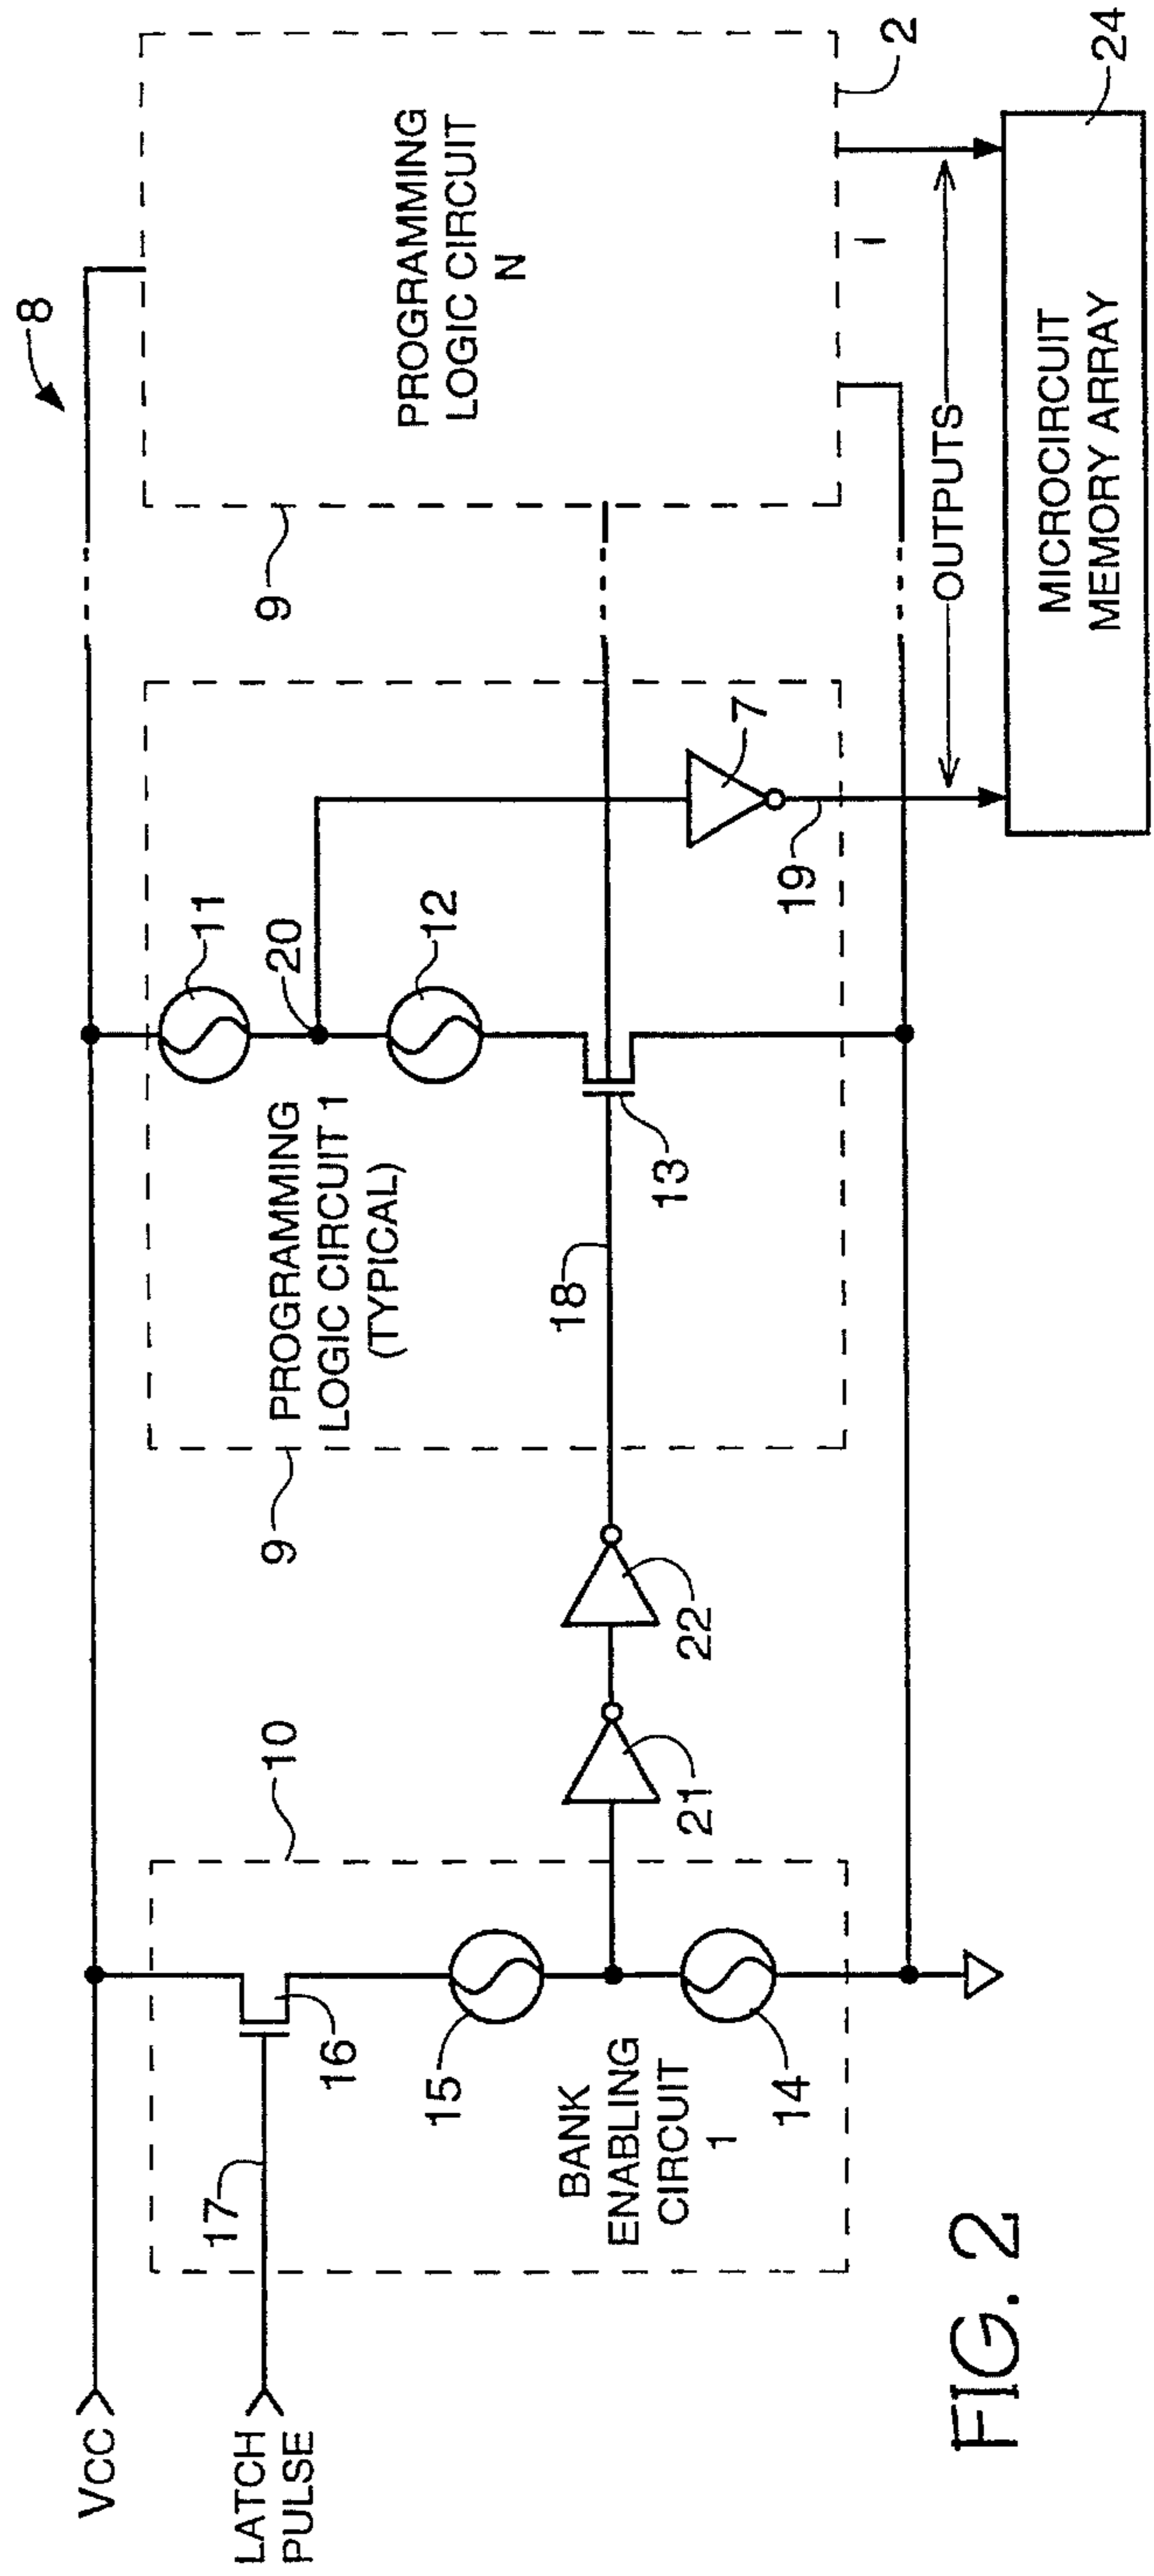 8
VCC
LATCH
PULSE
17
16
15
14
BANK
ENABLING
CIRCUIT
1
10
21
22
9
PROGRAMMING
LOGIC CIRCUIT 1
(TYPICAL)
18
11
20
12
13
7
19
9
PROGRAMMING
LOGIC CIRCUIT
N
2
OUTPUTS
MICROCIRCUIT
MEMORY ARRAY
24
FIG. 2